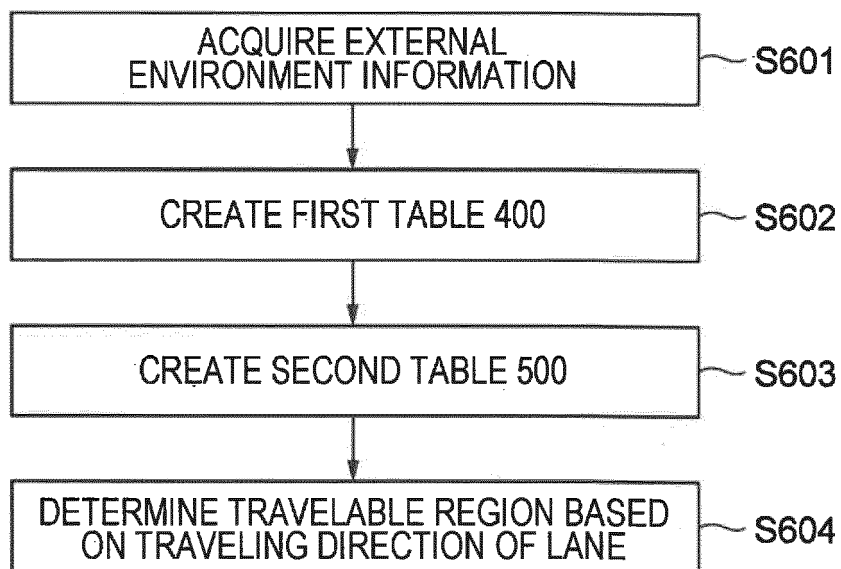 ACQUIRE EXTERNAL
ENVIRONMENT INFORMATION
S601
CREATE FIRST TABLE 400
S602
CREATE SECOND TABLE 500
S603
DETERMINE TRAVELABLE REGION BASED
ON TRAVELING DIRECTION OF LANE
S604